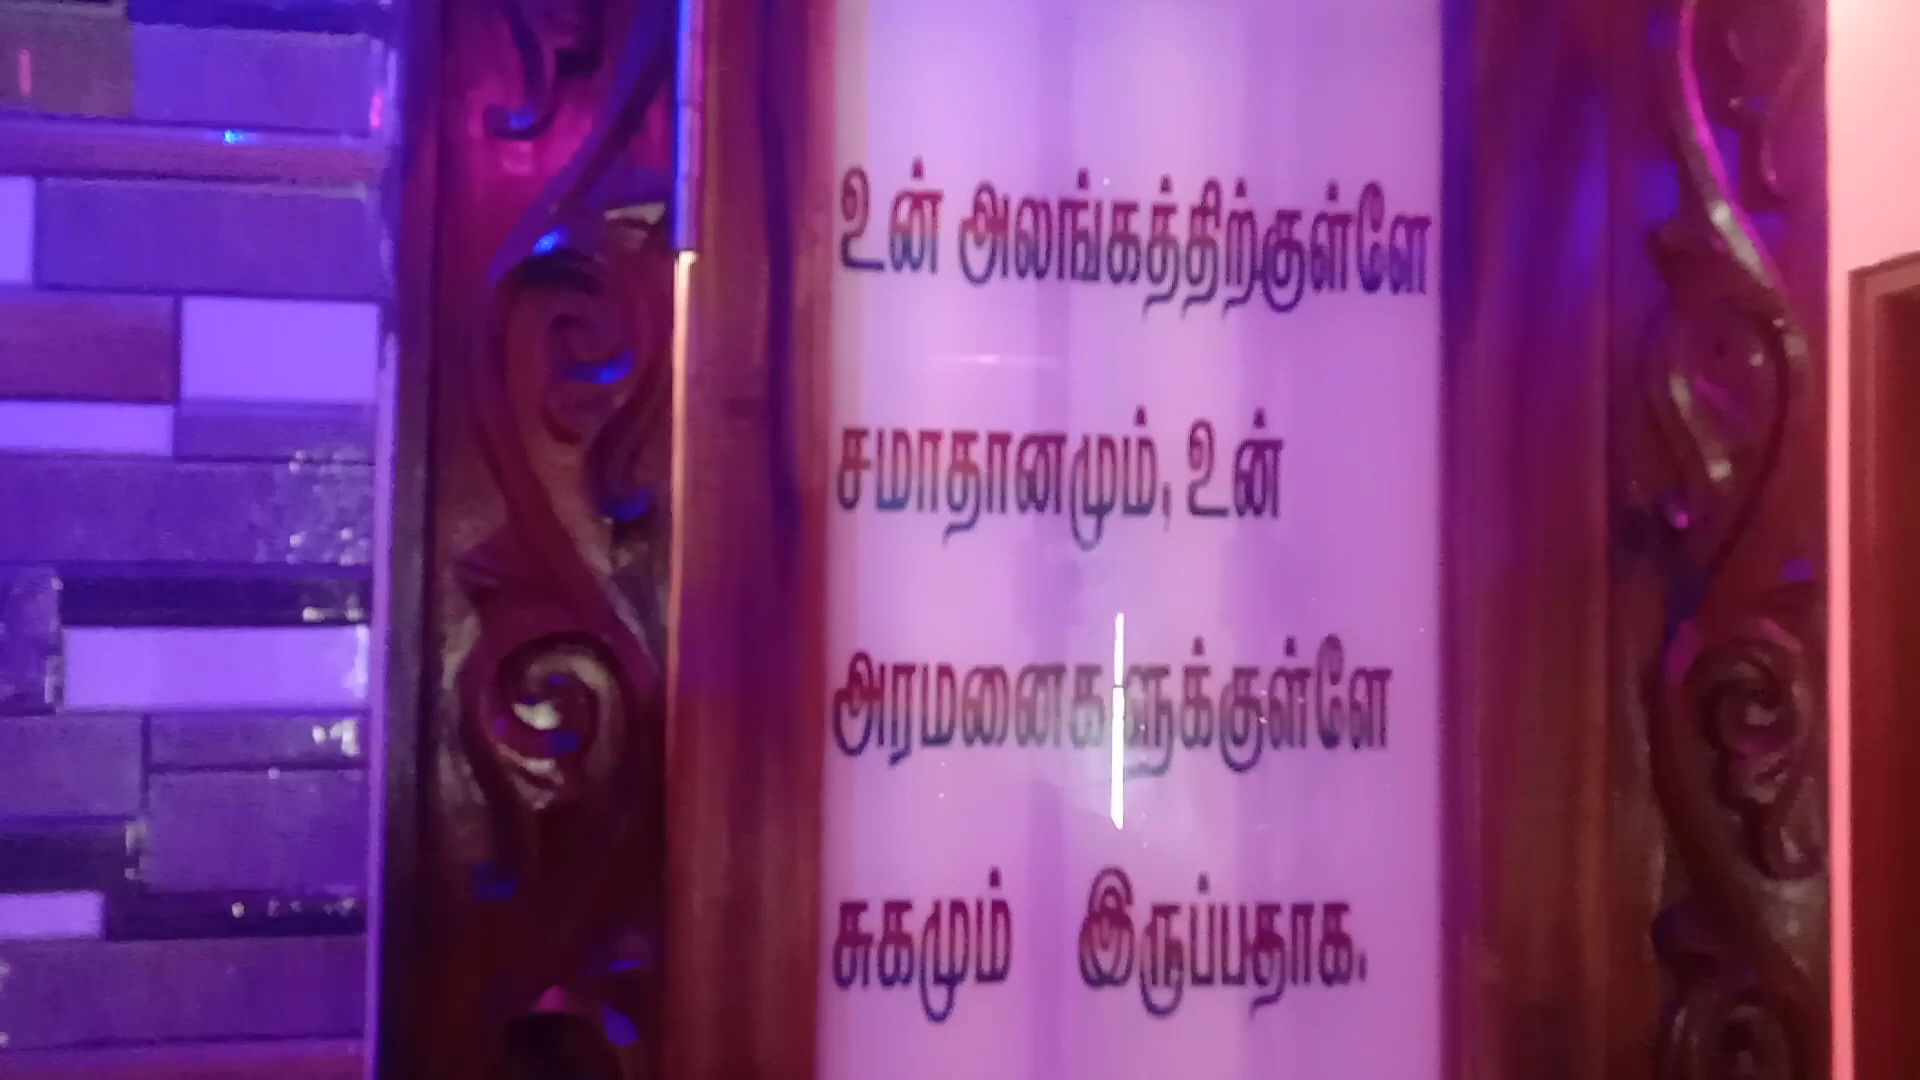 உன் அலங்கத்திற்குள்ளே
சமாதானமும், உன்
அரமனைகளுக்குள்ளே
சுகமும் இருப்பதாக.